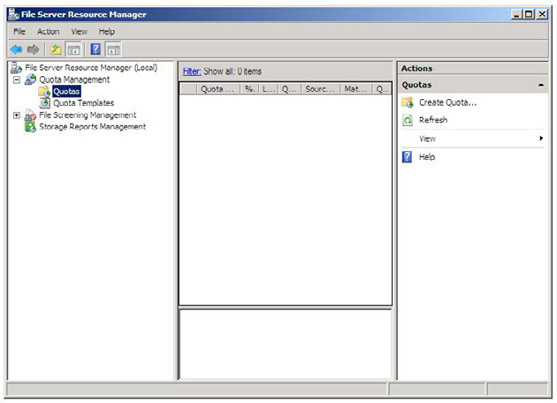 File Server Resource Manager
File Action View Help
File Server Resource Manager (Local)
Quota Management
Quotas
Quota Templates
File Screening Management
Storage Reports Management
Filter: Show all: 0 items
Quota ... %. L... Q... Sourc... Mat... Q..
Actions
Quotas
Create Quota...
Refresh
View
Help